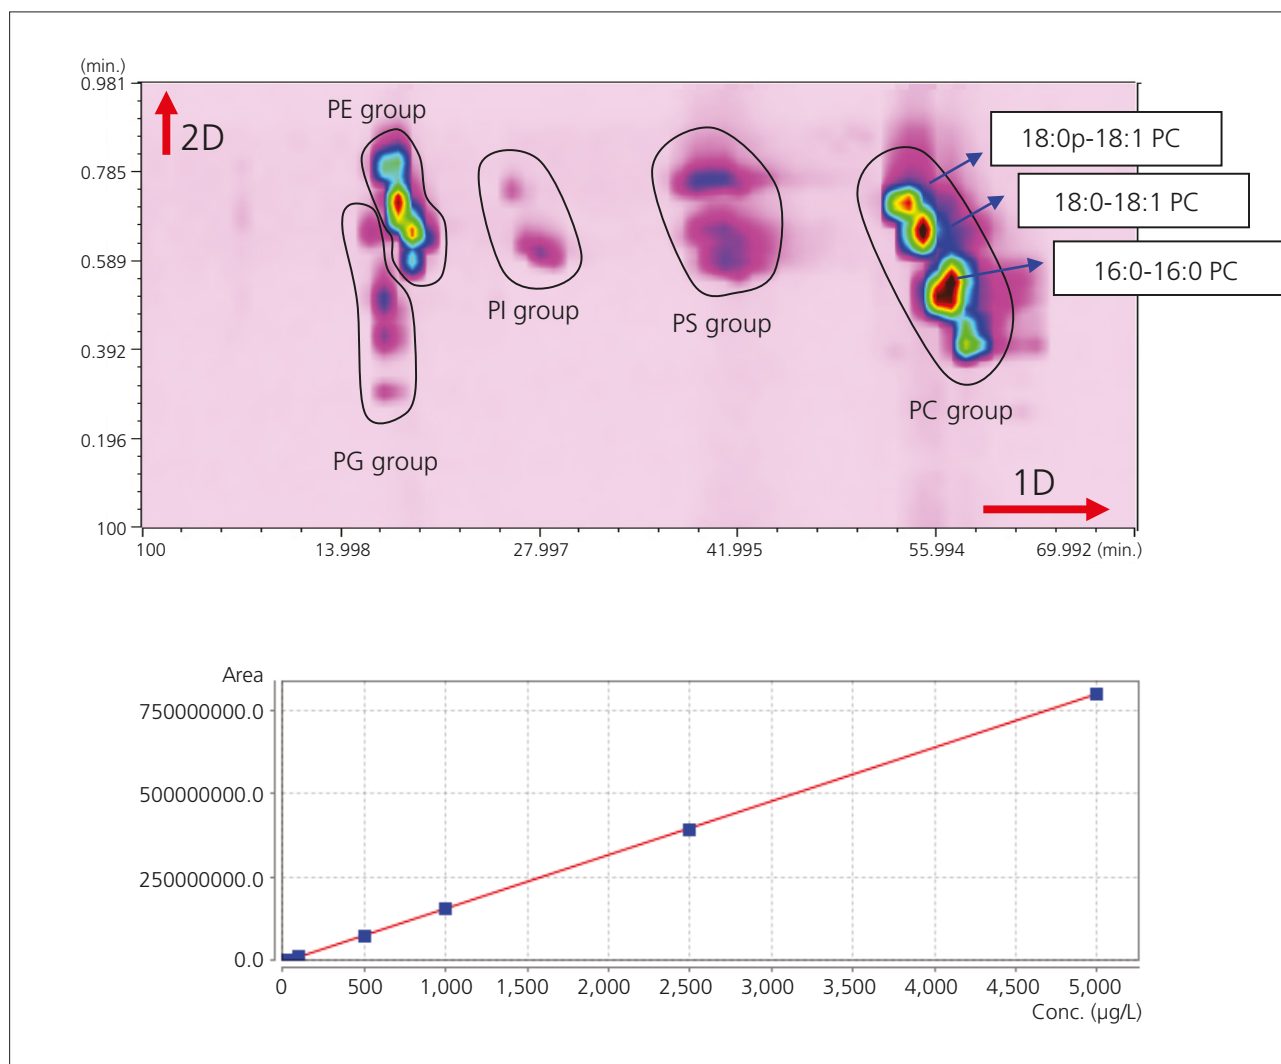 (min.)
0.981
2D
PE group
18:0p-18:1 PC
0.785
18:0-18:1 PC
0.589
16:0-16:0 PC
PI group
PS group
0.392
PC group
0.196
PG group
1D
100
100 13.998 27.997 41.995 55.994 69.992 (min.)
Area
750000000.0
500000000.0
250000000.0
0.0
0 500 1,000 1,500 2,000 2,500 3,000 3,500 4,000 4,500 5,000
Conc. (µg/L)